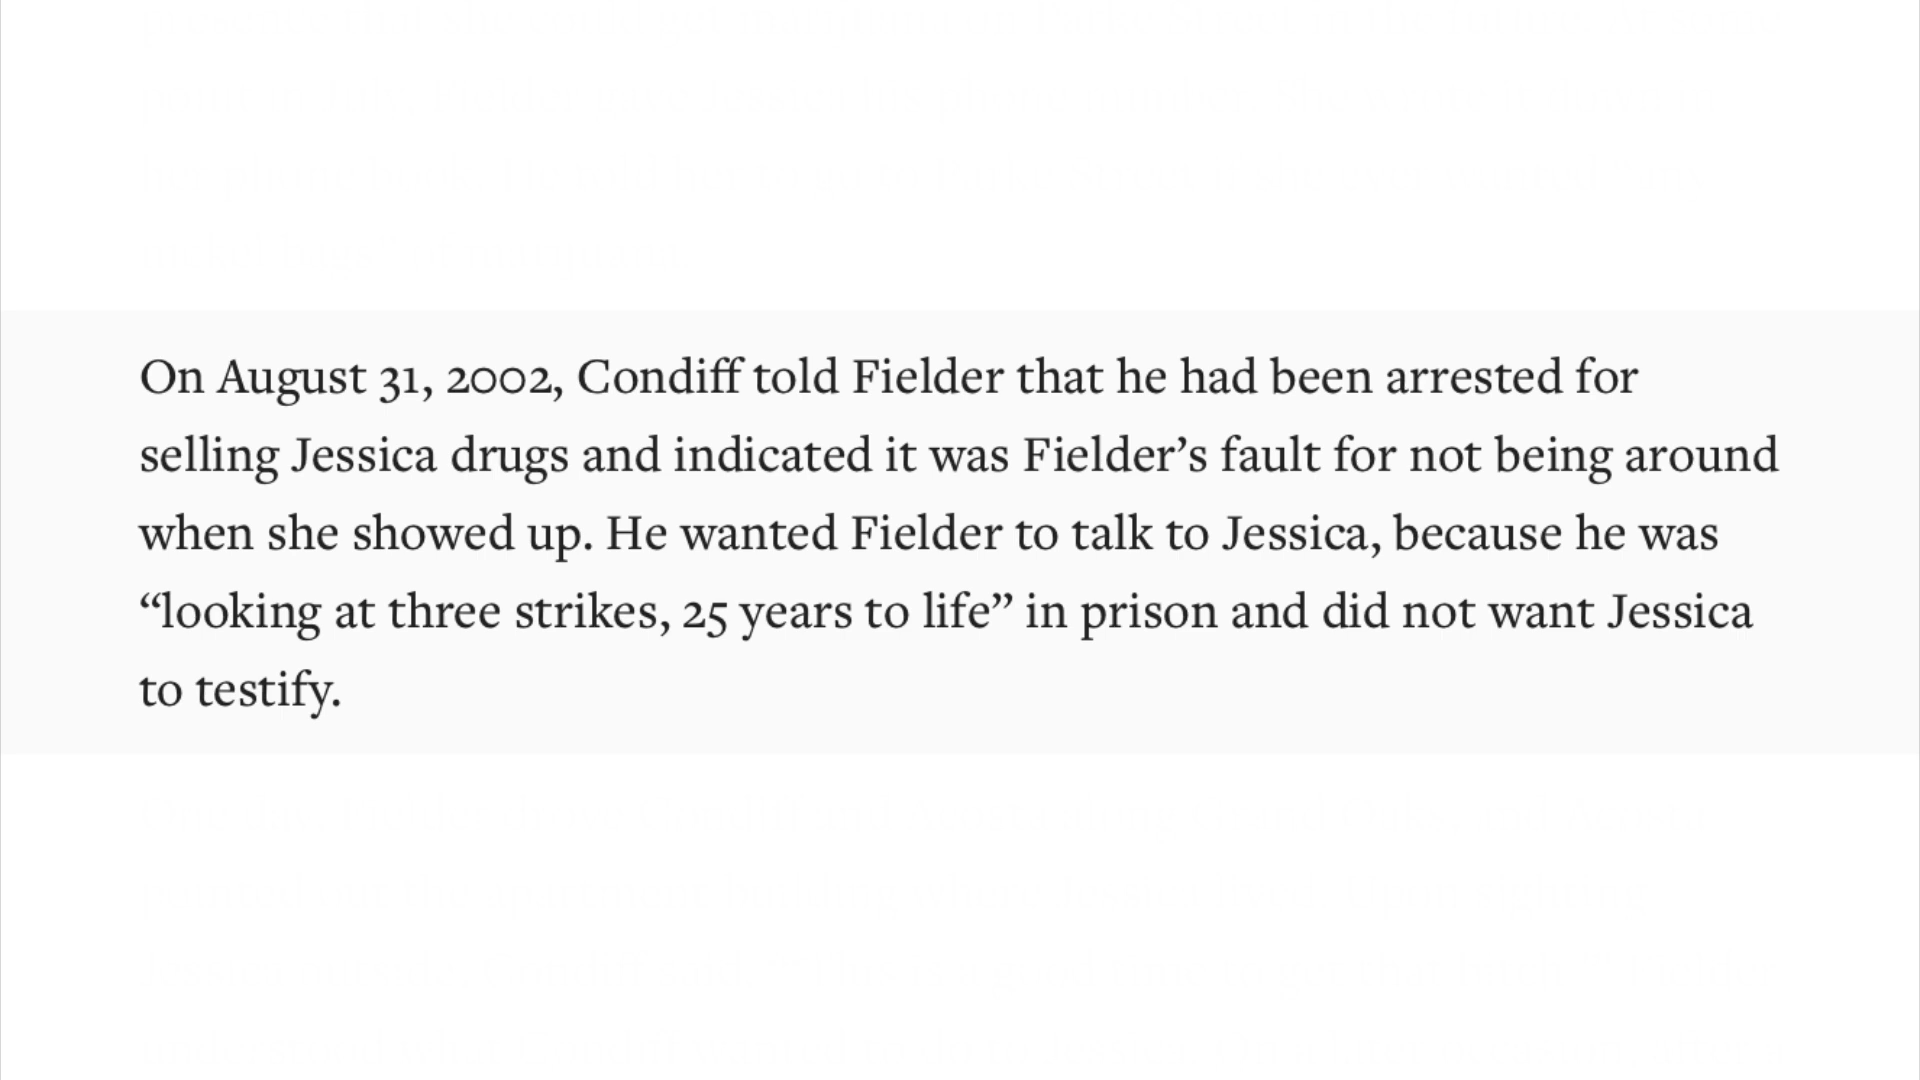 On August 31, 2002, Condiff told Fielder that he had been arrested for
selling Jessica drugs and indicated it was Fielder’s fault for not being around
when she showed up. He wanted Fielder to talk to Jessica, because he was
“looking at three strikes, 25 years to life” in prison and did not want Jessica
to testify.